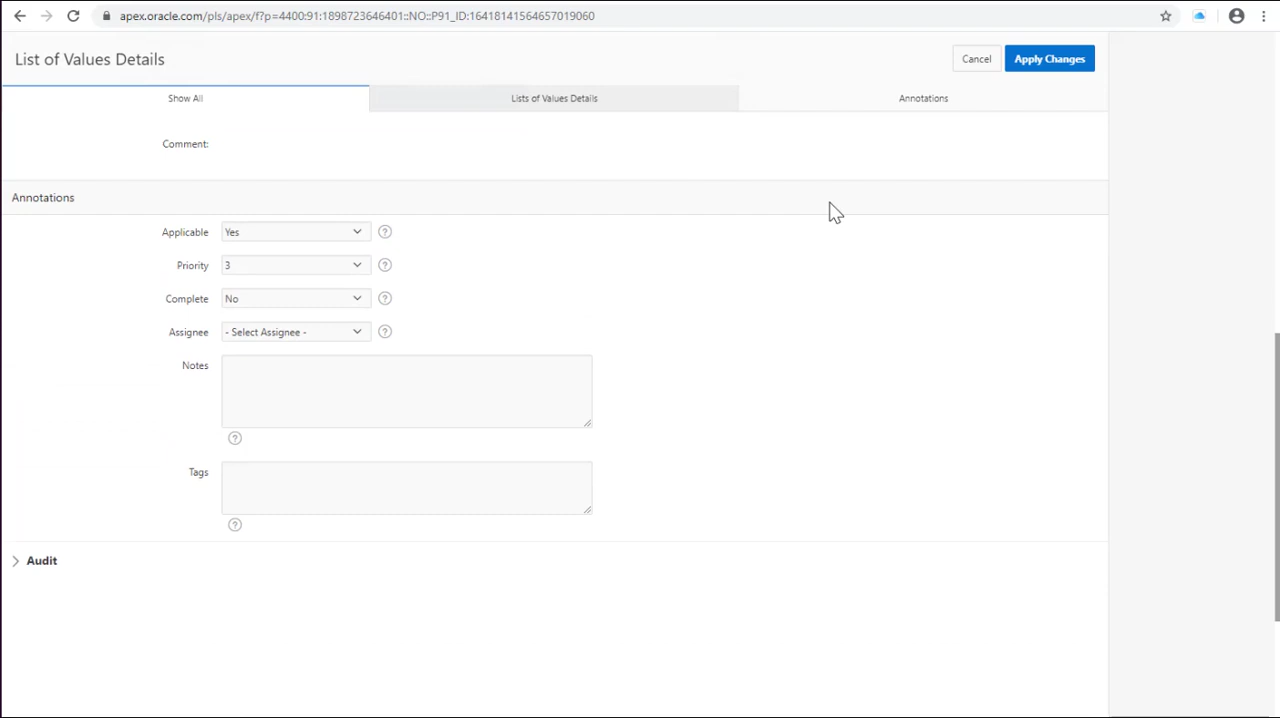 apex.oracle.com/pls/apex/f?p=4400:91:1898723646401::NO::P91_ID:16418141564657019060
List of Values Details
Cancel
Apply Changes
Show All
Lists of Values Details
Annotations
Comment:
Annotations
Applicable Yes ?
Priority 3 ?
Complete No ?
Assignee - Select Assignee - ?
Notes
?
Tags
?
Audit